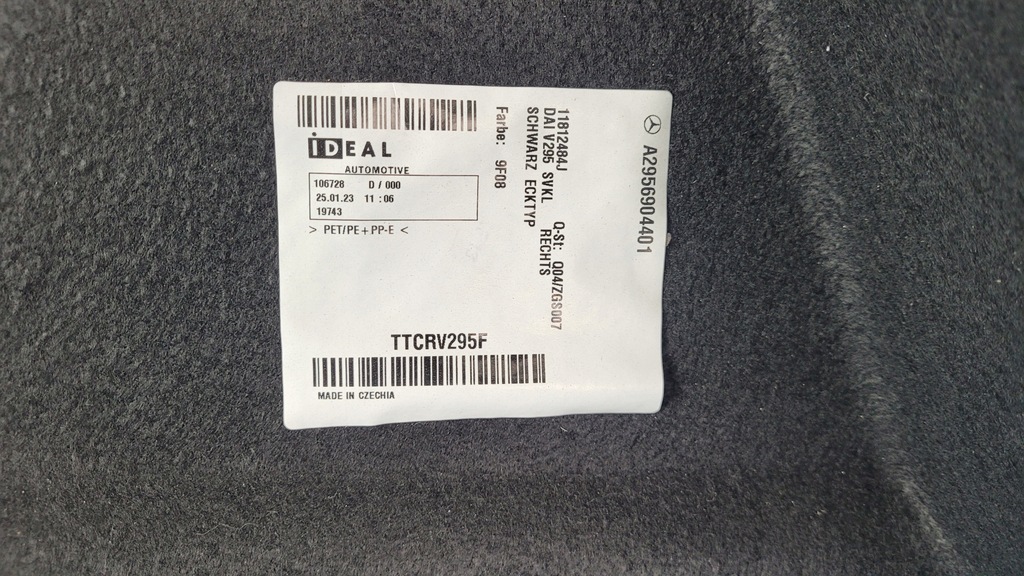 iDEAL
AUTOMOTIVE
106728 D / 000
25.01.23 11 :06
19743
> PET/PE + PP-E <
TTCRV295F
MADE IN CZECHIA
A2956904401
11812484J Q-St: Q04/ZGS007
DAI V295 SVKL RECHTS
SCHWARZ ECKTYP
Farbe: 9F08